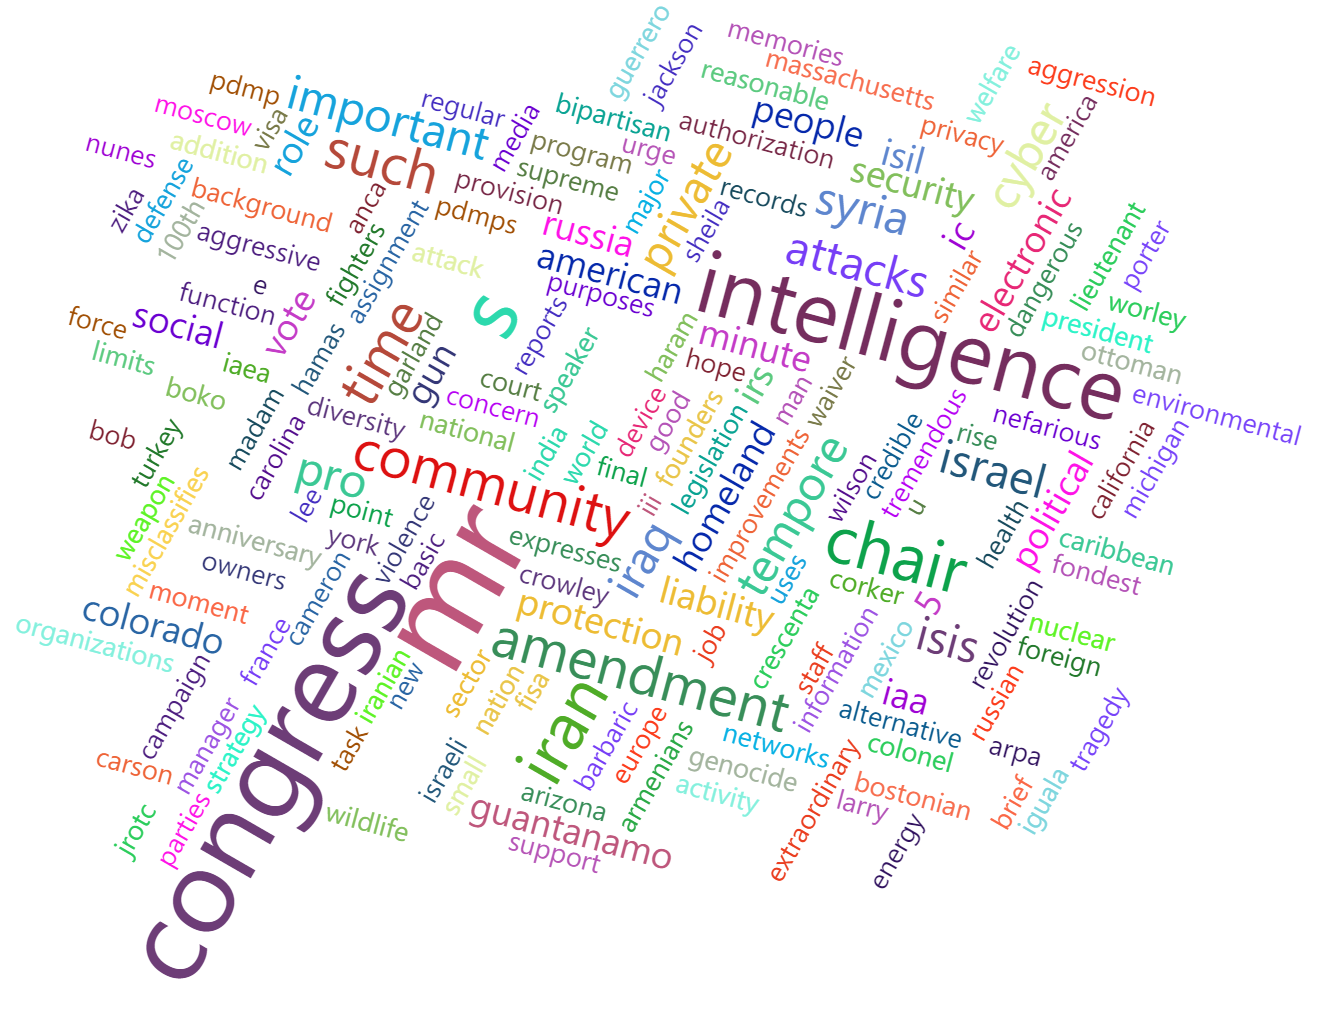 congress
mr
intelligence
community
amendment
chair
iran
such
time
important
s
attacks
tempore
pro
syria
private
cyber
israel
isis
iraq
homeland
protection
liability
guantanamo
colorado
political
electronic
security
people
american
russia
minute
social
role
vote
gun
irs
isil
ic
iaa
5
guerrero
jackson
memories
massachusetts
reasonable
welfare
aggression
america
privacy
authorization
bipartisan
urge
regular
media
program
supreme
provision
pdmp
pdmps
moscow
visa
nunes
addition
zika
defense
100th
background
anca
aggressive
fighters
assignment
attack
e
function
force
limits
iaea
boko
hamas
garland
madam
carolina
diversity
bob
turkey
weapon
misclassifies
lee
point
anniversary
york
violence
basic
owners
cameron
moment
organizations
france
campaign
manager
strategy
carson
jrotc
parties
task
iranian
new
wildlife
major
sheila
records
purposes
reports
speaker
court
concern
national
india
world
final
device
haram
good
hope
founders
iii
legislation
man
waiver
improvements
similar
dangerous
lieutenant
porter
worley
president
ottoman
environmental
nefarious
tremendous
rise
credible
wilson
u
california
michigan
health
caribbean
fondest
corker
uses
crescenta
expresses
crowley
job
staff
information
mexico
revolution
nuclear
foreign
russian
tragedy
alternative
colonel
arpa
networks
genocide
activity
armenians
europe
barbaric
fisa
nation
sector
israeli
small
arizona
support
extraordinary
larry
bostonian
energy
brief
iguala